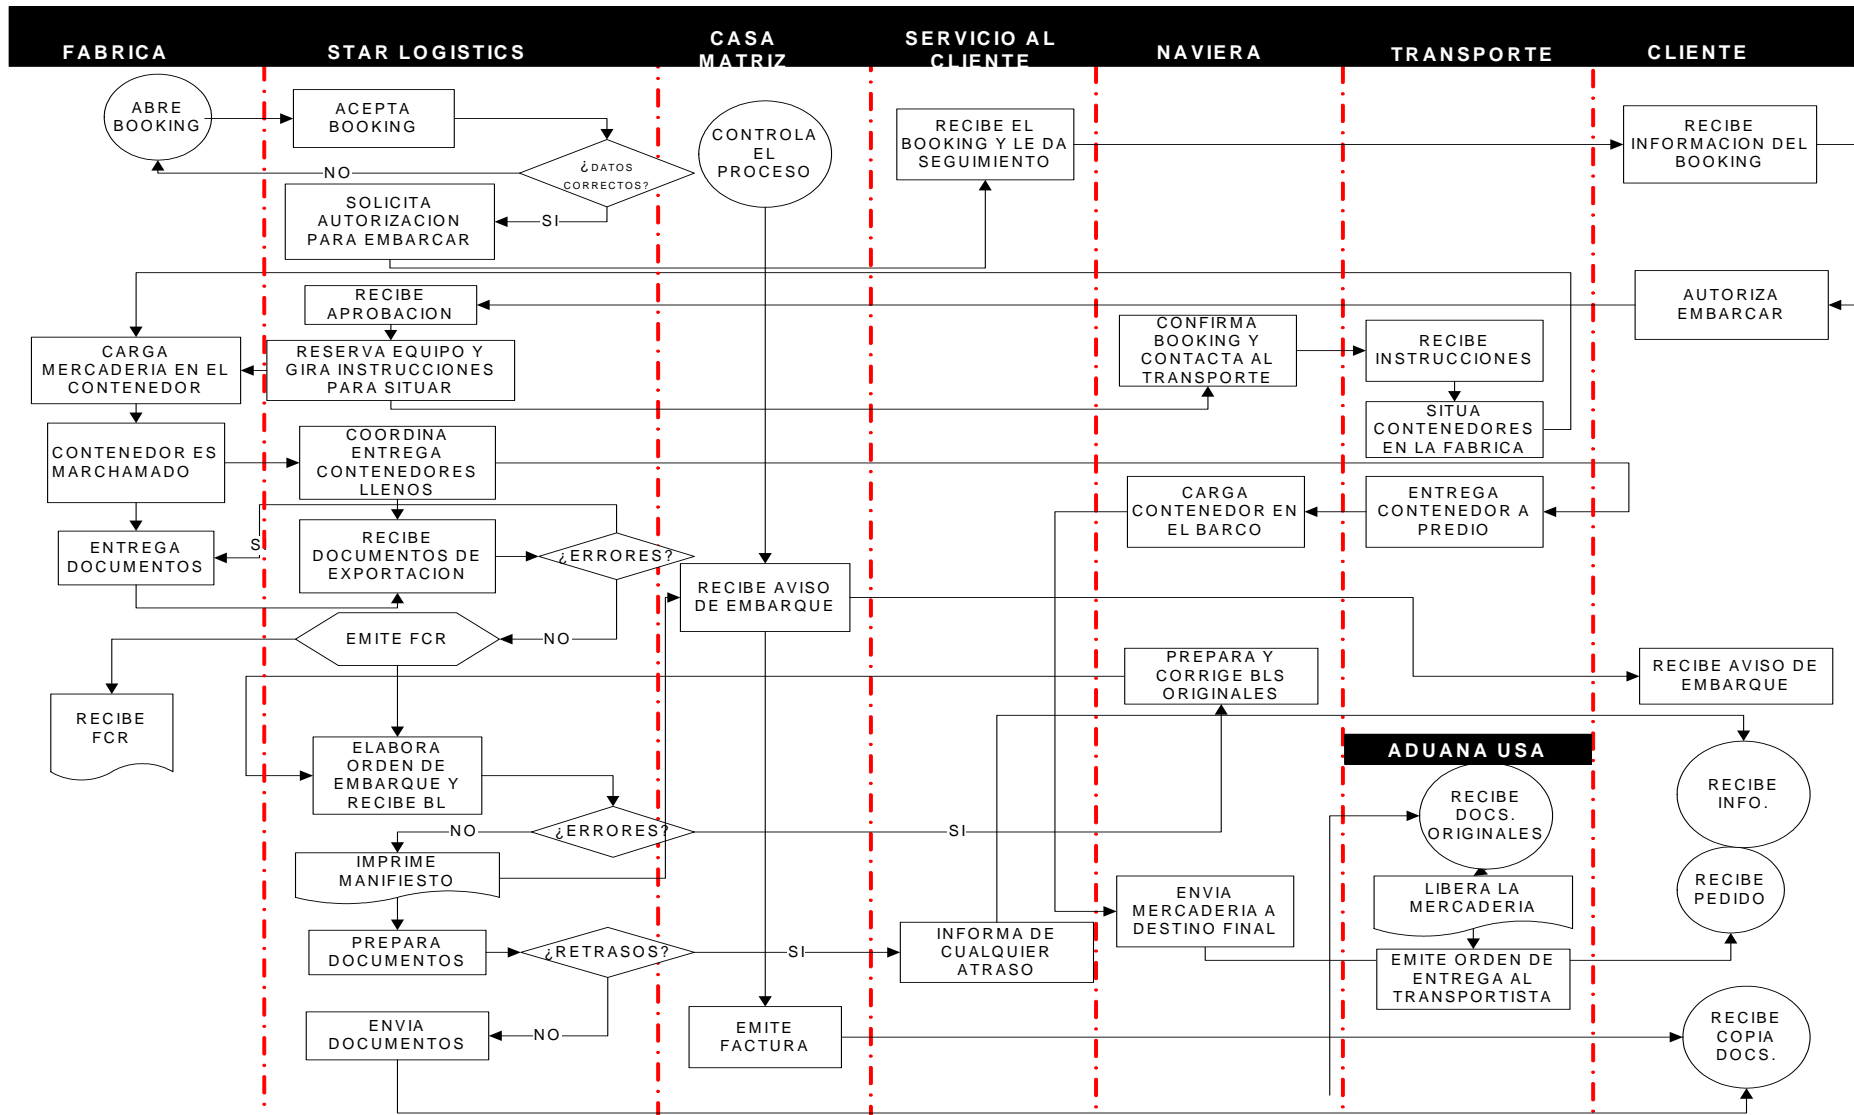 FABRICA
STAR LOGISTICS
CASA
MATRIZ
SERVICIO AL
CLIENTE
NAVIERA
TRANSPORTE
CLIENTE
ABRE
BOOKING
ACEPTA
BOOKING
¿DATOS
CORRECTOS?
NO
SI
SOLICITA
AUTORIZACION
PARA EMBARCAR
CONTROLA
EL
PROCESO
RECIBE EL
BOOKING Y LE DA
SEGUIMIENTO
RECIBE
INFORMACION DEL
BOOKING
RECIBE
APROBACION
AUTORIZA
EMBARCAR
CARGA
MERCADERIA EN EL
CONTENEDOR
RESERVA EQUIPO Y
GIRA INSTRUCCIONES
PARA SITUAR
CONFIRMA
BOOKING Y
CONTACTA AL
TRANSPORTE
RECIBE
INSTRUCCIONES
SITUA
CONTENEDORES
EN LA FABRICA
CONTENEDOR ES
MARCHAMADO
COORDINA
ENTREGA
CONTENEDORES
LLENOS
CARGA
CONTENEDOR EN
EL BARCO
ENTREGA
CONTENEDOR A
PREDIO
ENTREGA
DOCUMENTOS
S
RECIBE
DOCUMENTOS DE
EXPORTACION
¿ERRORES?
RECIBE AVISO
DE EMBARQUE
EMITE FCR
NO
RECIBE
FCR
PREPARA Y
CORRIGE BLS
ORIGINALES
RECIBE AVISO DE
EMBARQUE
ELABORA
ORDEN DE
EMBARQUE Y
RECIBE BL
ADUANA USA
¿ERRORES?
NO
SI
RECIBE
DOCS.
ORIGINALES
RECIBE
INFO.
IMPRIME
MANIFIESTO
ENVIA
MERCADERIA A
DESTINO FINAL
LIBERA LA
MERCADERIA
RECIBE
PEDIDO
PREPARA
DOCUMENTOS
¿RETRASOS?
SI
INFORMA DE
CUALQUIER
ATRASO
EMITE ORDEN DE
ENTREGA AL
TRANSPORTISTA
ENVIA
DOCUMENTOS
NO
EMITE
FACTURA
RECIBE
COPIA
DOCS.